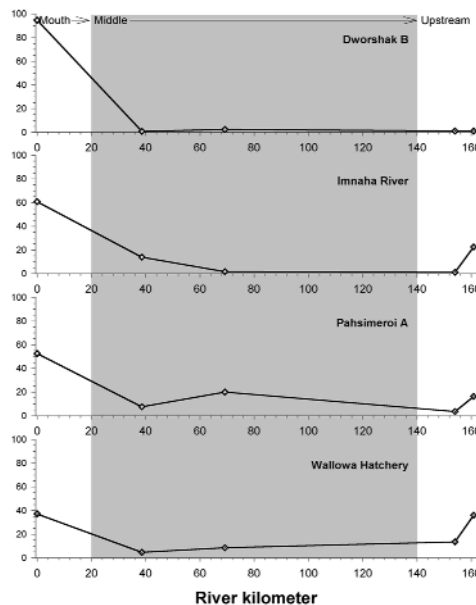 Mouth Middle Upstream
100
Dworshak B
80
60
40
20
0
0 20 40 60 80 100 120 140 160
100
Imnaha River
80
60
40
20
0
0 20 40 60 80 100 120 140 160
100
Pahsimeroi A
80
60
40
20
0
0 20 40 60 80 100 120 140 160
100
Wallowa Hatchery
80
60
40
20
0
0 20 40 60 80 100 120 140 160
River kilometer